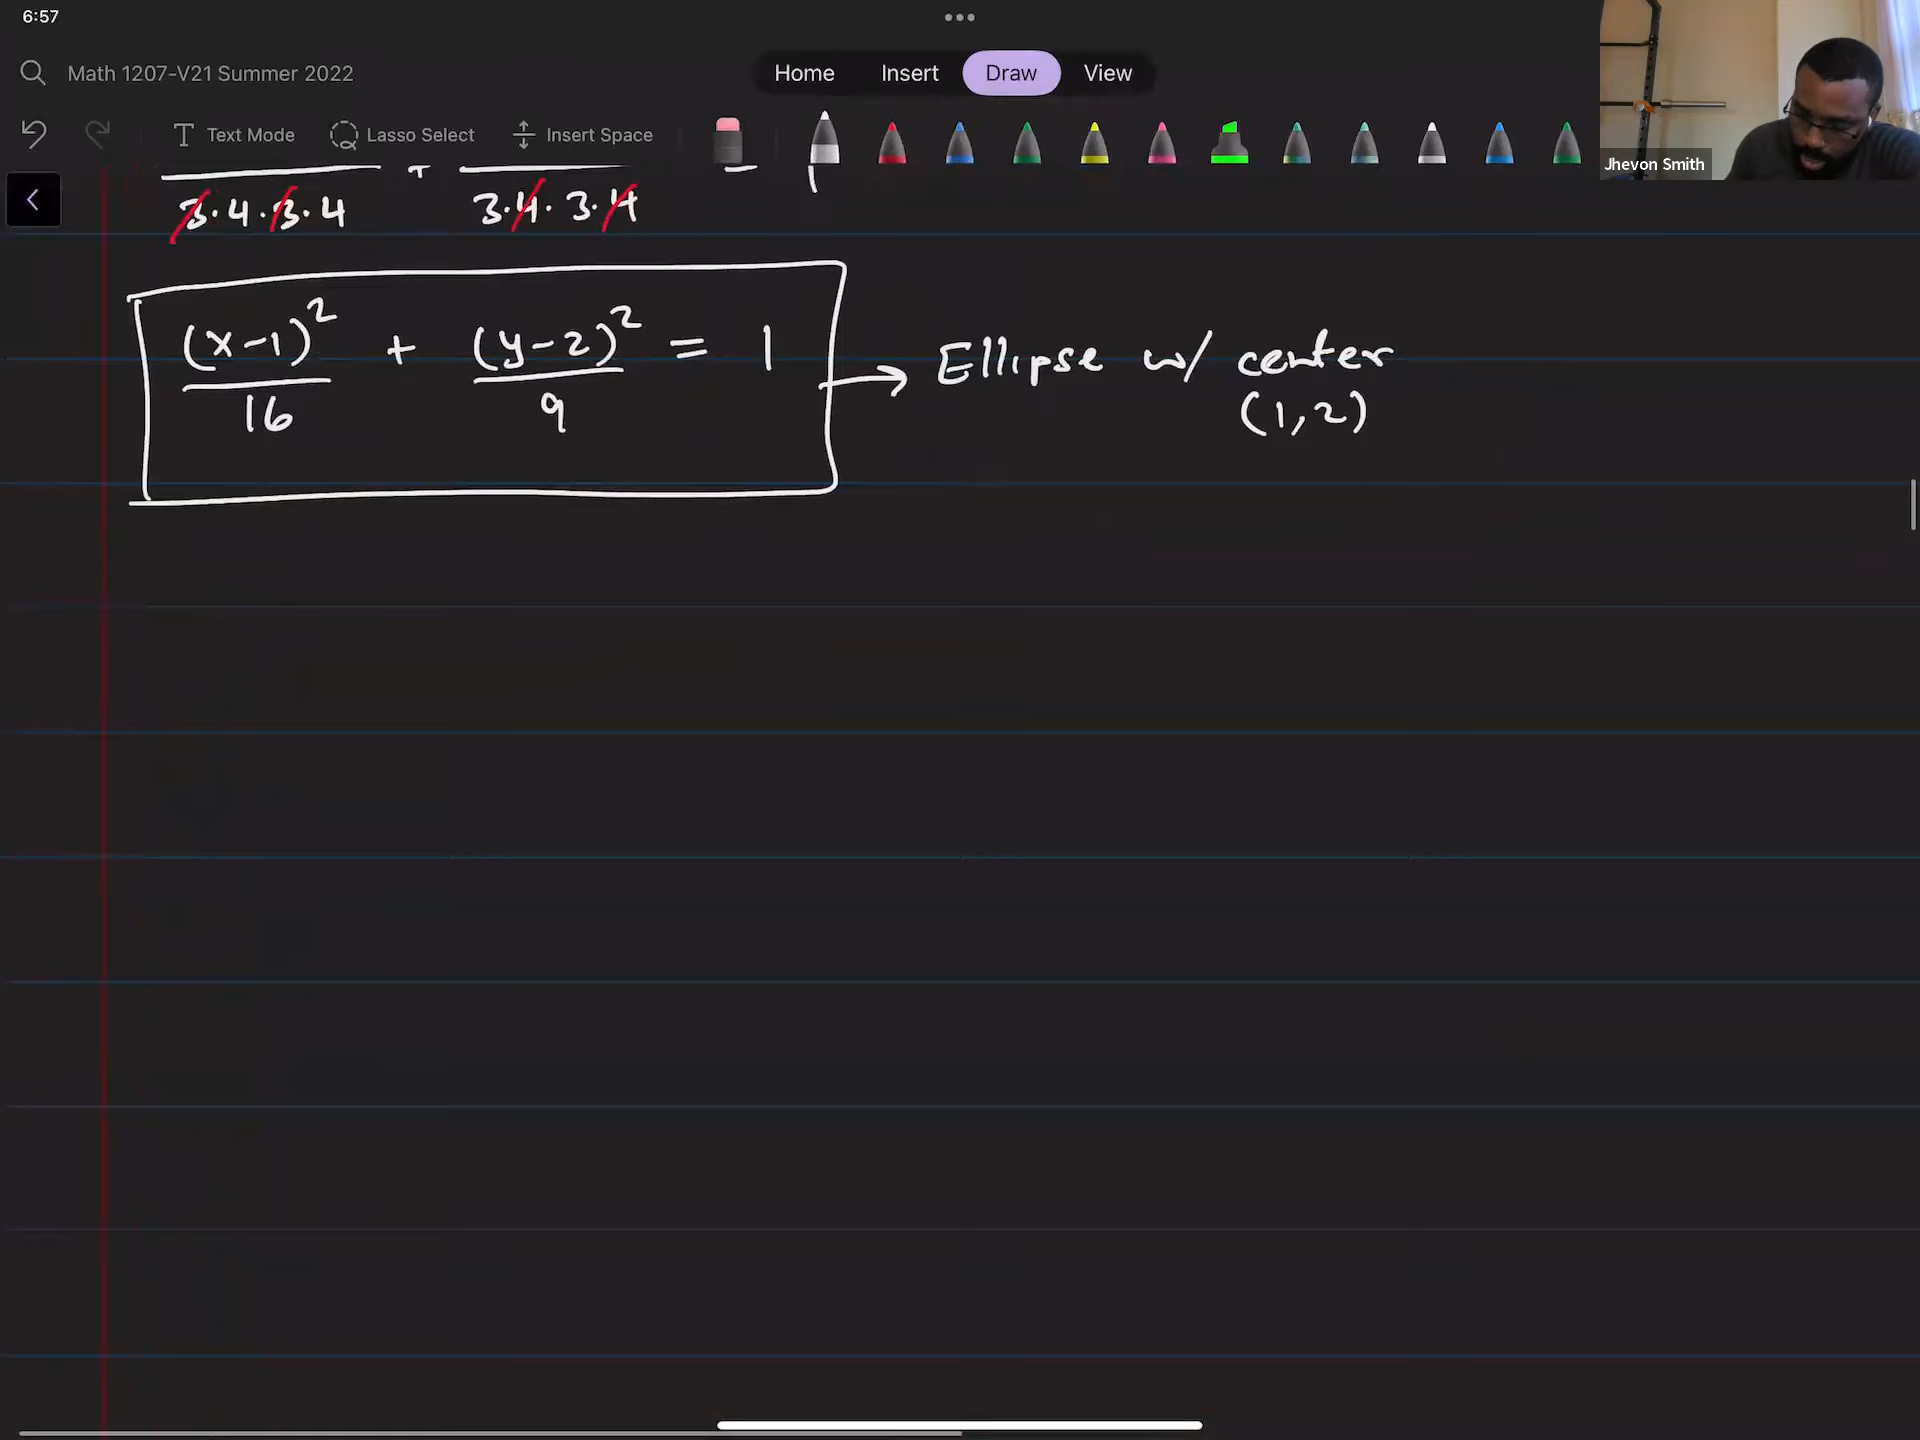 6:57
Math 1207-V21 Summer 2022
Home Insert Draw View
Text Mode Lasso Select Insert Space
Jhevon Smith
+ = 1
3·4·3·4 3·4·3·4
(x-1)² / 16 + (y-2)² / 9 = 1 → Ellipse w/ center
(1,2)